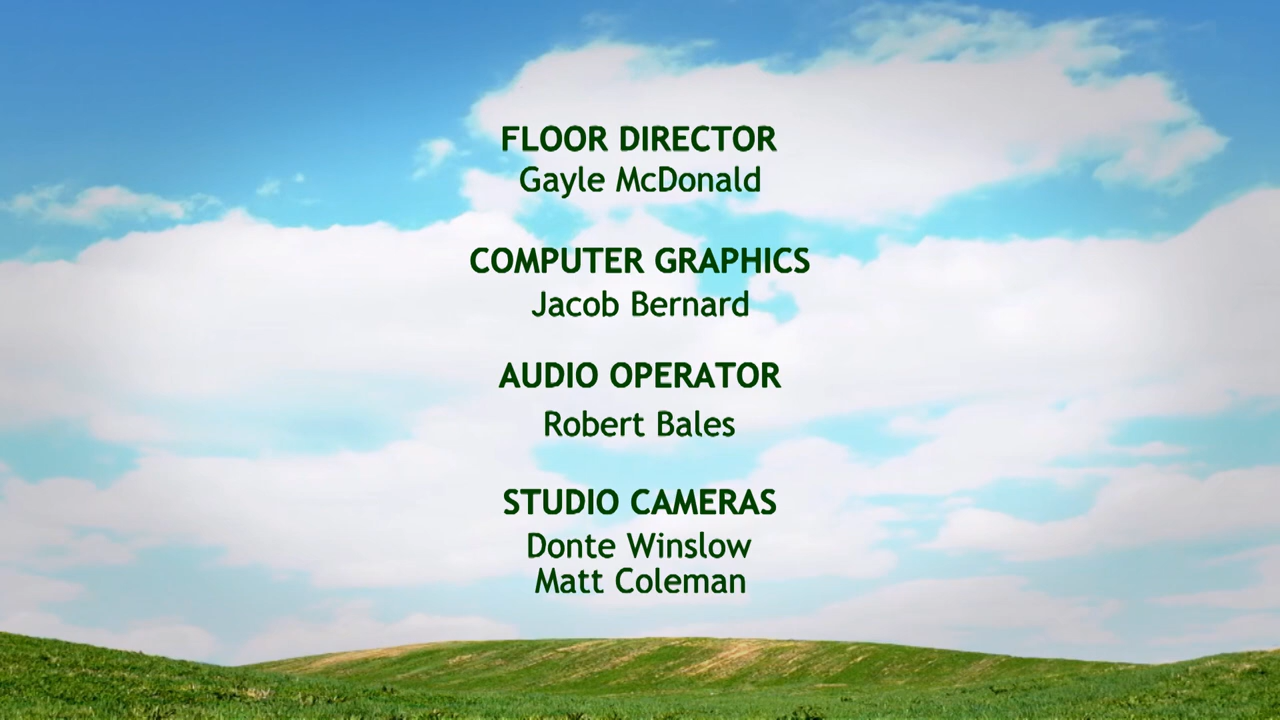 FLOOR DIRECTOR
Gayle McDonald
COMPUTER GRAPHICS
Jacob Bernard
AUDIO OPERATOR
Robert Bales
STUDIO CAMERAS
Donte Winslow
Matt Coleman